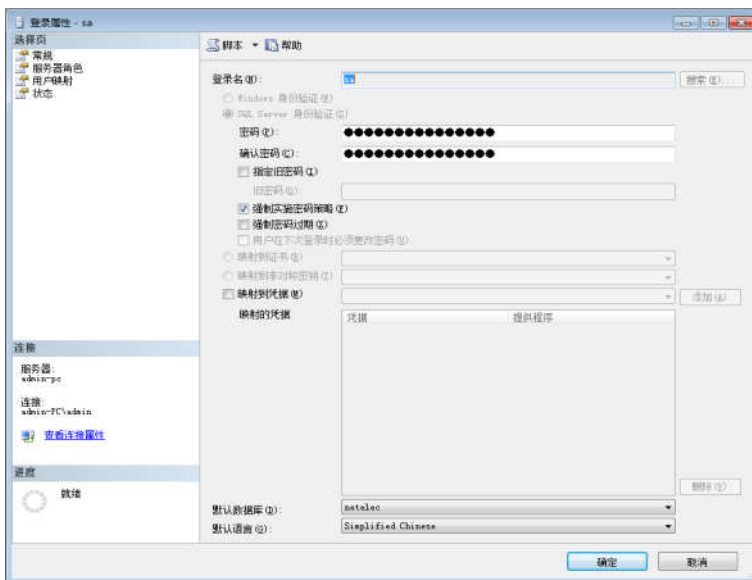 登录属性 - sa
选择页
常规
服务器角色
用户映射
状态
脚本 帮助
登录名(N):
sa
搜索(E)...
Windows 身份验证(W)
SQL Server 身份验证(S)
密码(P):
●●●●●●●●●●●●●●●
确认密码(C):
●●●●●●●●●●●●●●●
指定旧密码(I)
旧密码(O):
强制实施密码策略(F)
强制密码过期(X)
用户在下次登录时必须更改密码(U)
映射到证书(R)
映射到非对称密钥(T)
映射到凭据(M)
添加(A)
映射的凭据
凭据 提供程序
连接
服务器:
admin-pc
连接:
admin-PC\admin
查看连接属性
进度
就绪
删除(V)
默认数据库(D):
netelec
默认语言(G):
Simplified Chinese
确定 取消